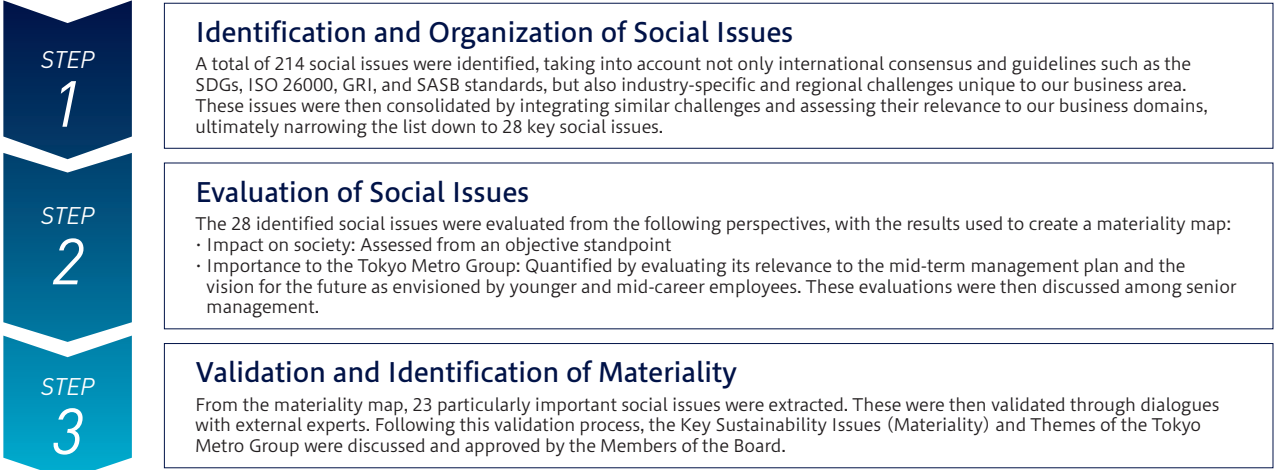 STEP
1
Identification and Organization of Social Issues
A total of 214 social issues were identified, taking into account not only international consensus and guidelines such as the
SDGs, ISO 26000, GRI, and SASB standards, but also industry-specific and regional challenges unique to our business area.
These issues were then consolidated by integrating similar challenges and assessing their relevance to our business domains,
ultimately narrowing the list down to 28 key social issues.
STEP
2
Evaluation of Social Issues
The 28 identified social issues were evaluated from the following perspectives, with the results used to create a materiality map:
・Impact on society: Assessed from an objective standpoint
・Importance to the Tokyo Metro Group: Quantified by evaluating its relevance to the mid-term management plan and the
vision for the future as envisioned by younger and mid-career employees. These evaluations were then discussed among senior
management.
STEP
3
Validation and Identification of Materiality
From the materiality map, 23 particularly important social issues were extracted. These were then validated through dialogues
with external experts. Following this validation process, the Key Sustainability Issues (Materiality) and Themes of the Tokyo
Metro Group were discussed and approved by the Members of the Board.